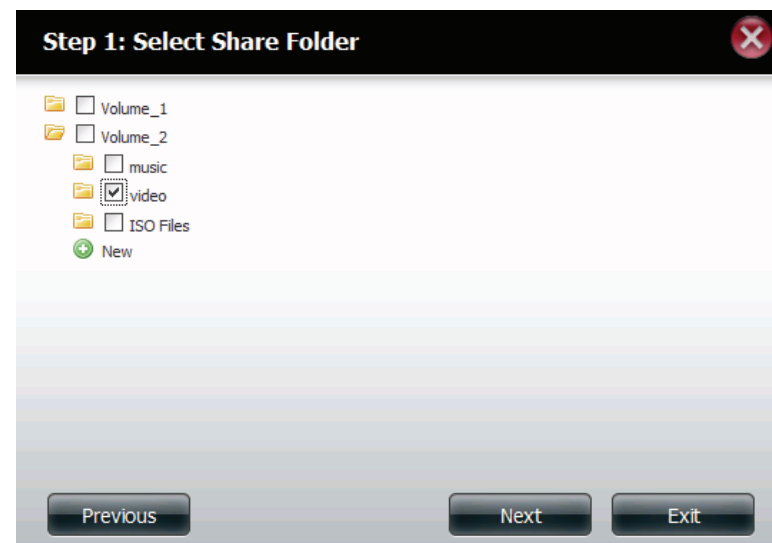 Step 1: Select Share Folder
Volume_1
Volume_2
music
video
ISO Files
New
Previous Next Exit